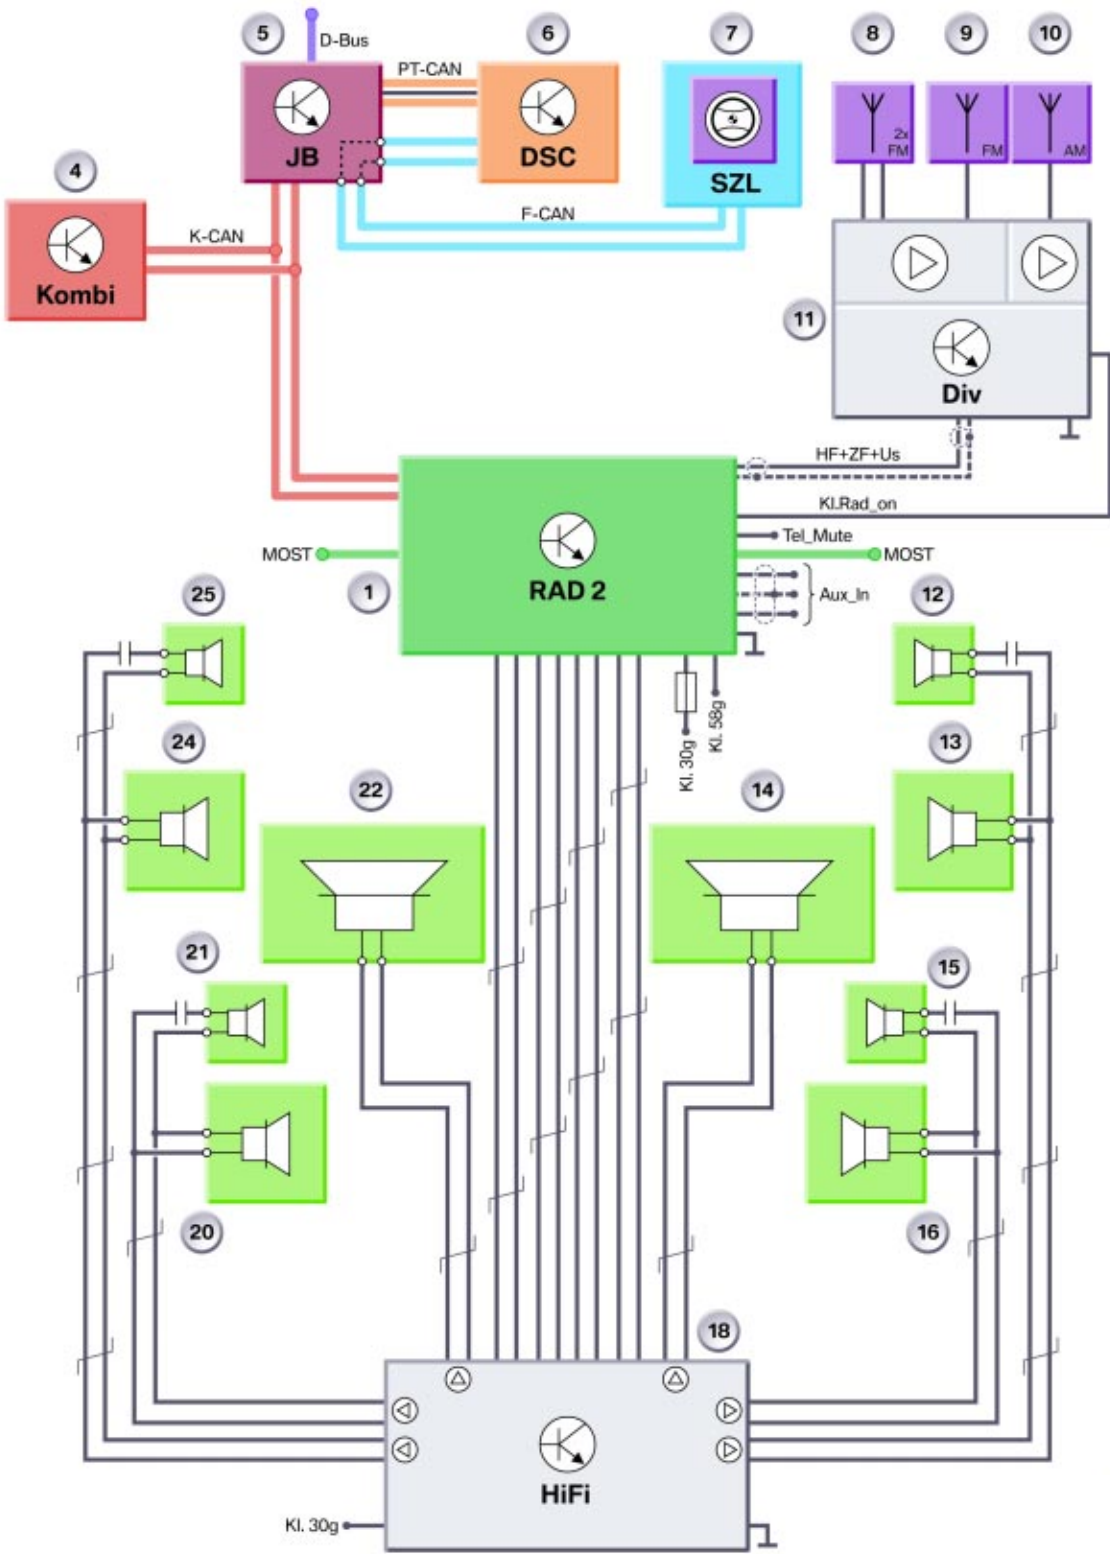 5
D-Bus
6
7
8
9
10
PT-CAN
JB
DSC
SZL
2x
FM
FM
AM
4
F-CAN
K-CAN
Kombi
11
Div
HF+ZF+Us
Kl.Rad_on
Tel_Mute
MOST
MOST
RAD 2
1
Aux_In
25
12
Kl. 30g
Kl. 58g
24
13
22
14
21
15
20
16
18
HiFi
Kl. 30g